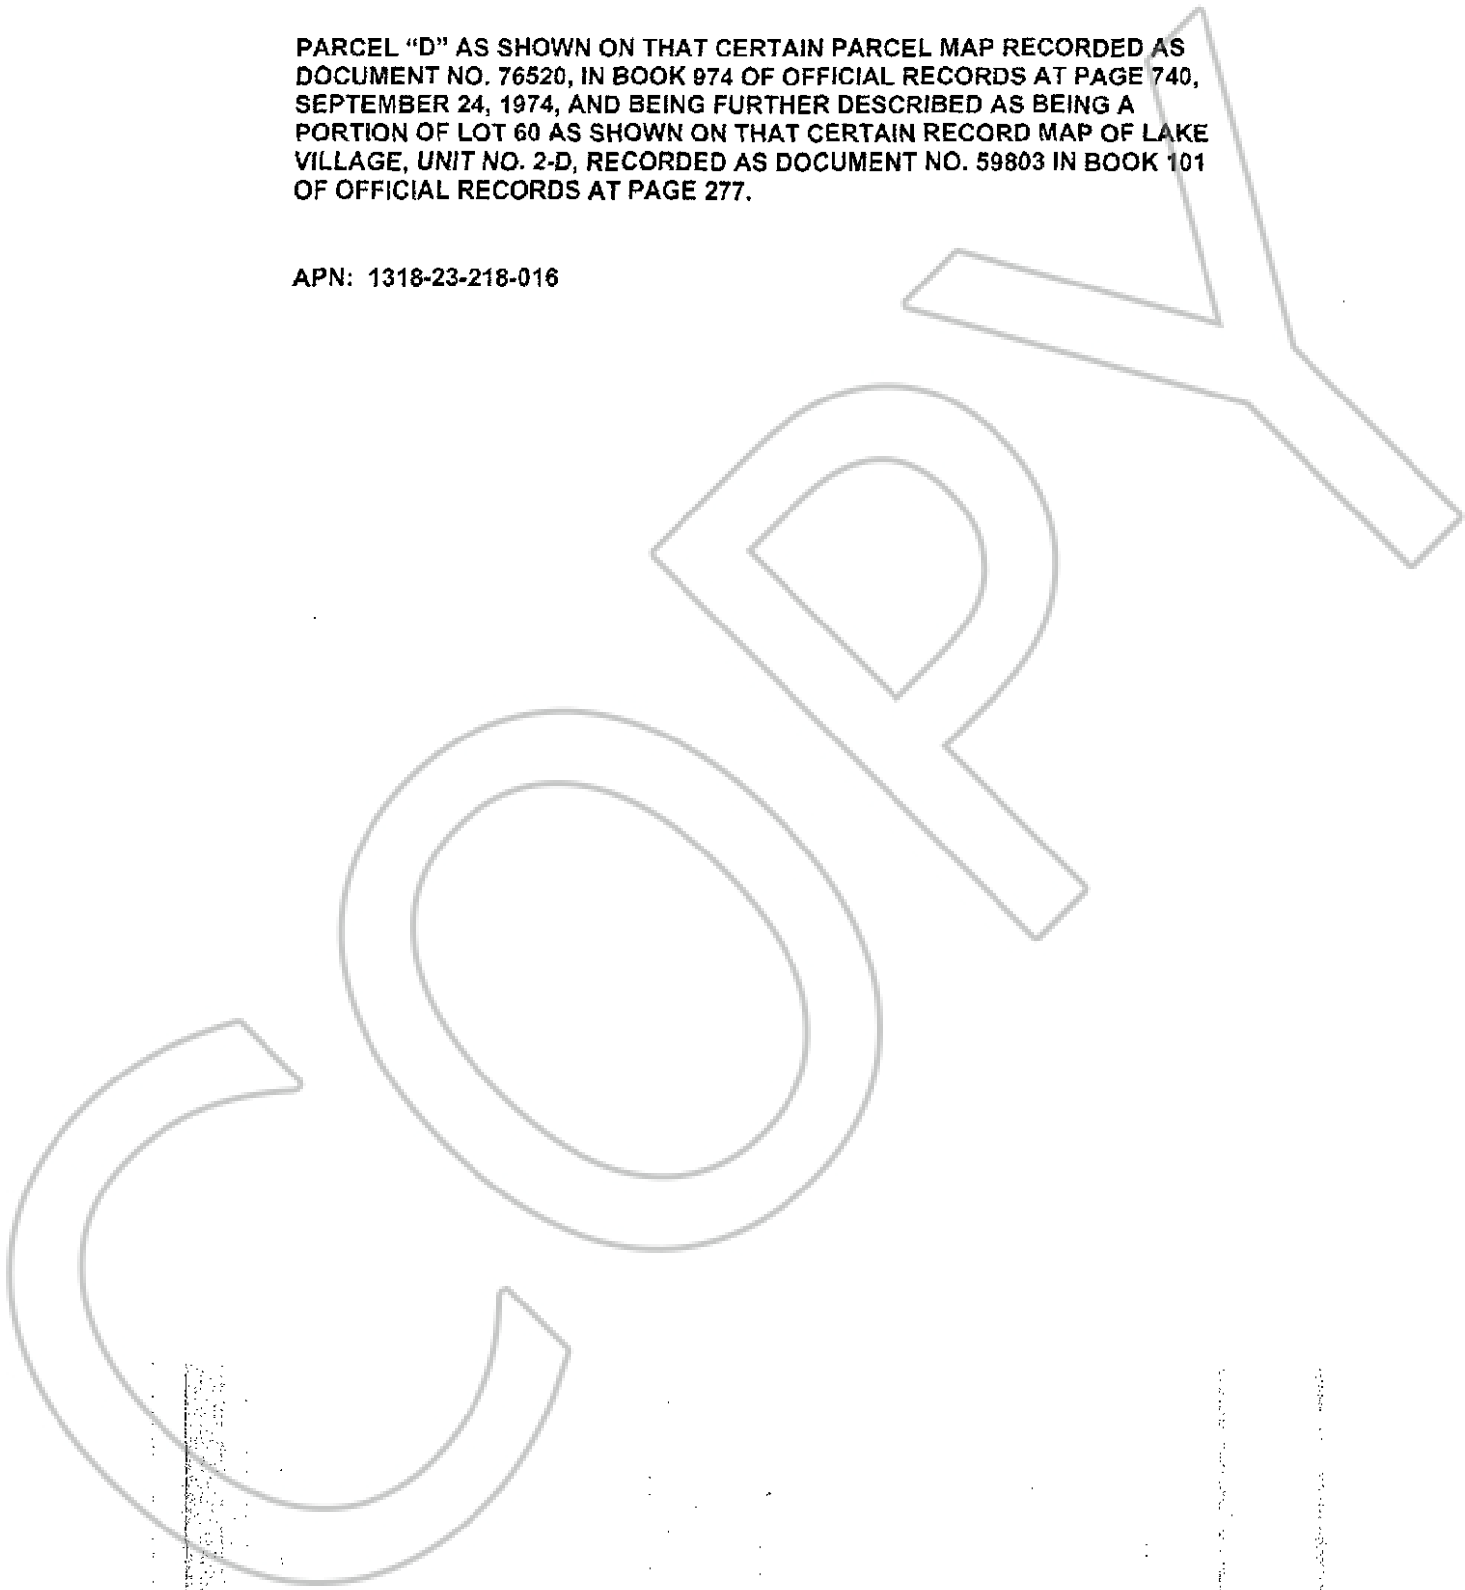 PARCEL “D” AS SHOWN ON THAT CERTAIN PARCEL MAP RECORDED AS
DOCUMENT NO. 76520, IN BOOK 974 OF OFFICIAL RECORDS AT PAGE 740,
SEPTEMBER 24, 1974, AND BEING FURTHER DESCRIBED AS BEING A
PORTION OF LOT 60 AS SHOWN ON THAT CERTAIN RECORD MAP OF LAKE
VILLAGE, UNIT NO. 2-D, RECORDED AS DOCUMENT NO. 59803 IN BOOK 101
OF OFFICIAL RECORDS AT PAGE 277.
APN: 1318-23-218-016
COPY